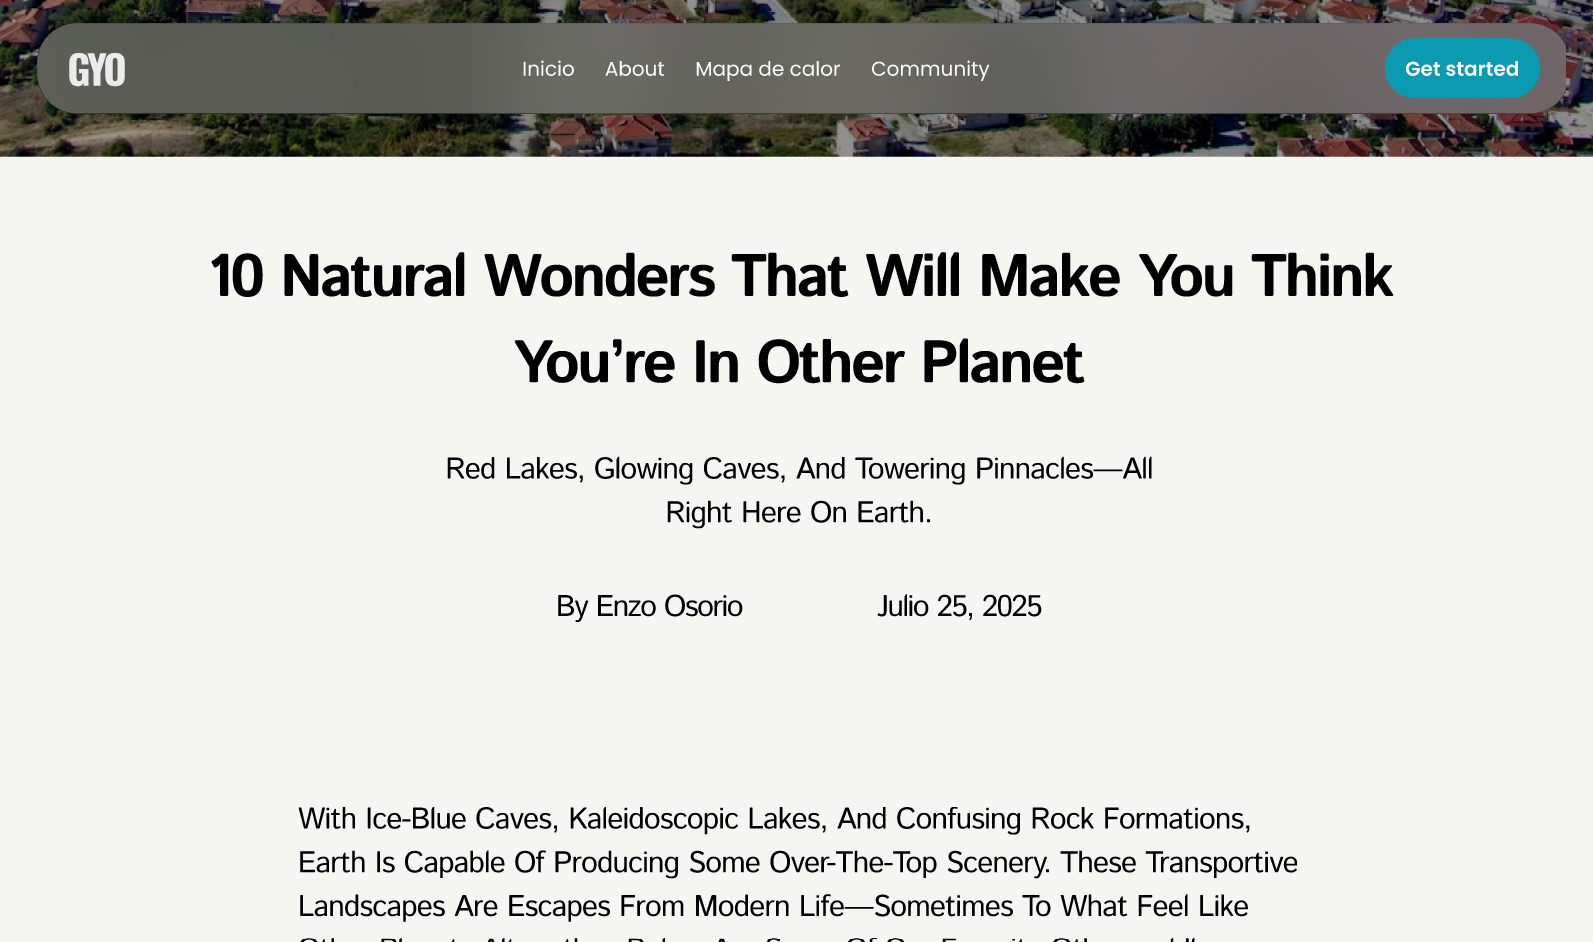 GYO
Inicio About Mapa de calor Community
Get started
10 Natural Wonders That Will Make You Think
You’re In Other Planet
Red Lakes, Glowing Caves, And Towering Pinnacles—All
Right Here On Earth.
By Enzo Osorio
Julio 25, 2025
With Ice-Blue Caves, Kaleidoscopic Lakes, And Confusing Rock Formations,
Earth Is Capable Of Producing Some Over-The-Top Scenery. These Transportive
Landscapes Are Escapes From Modern Life—Sometimes To What Feel Like